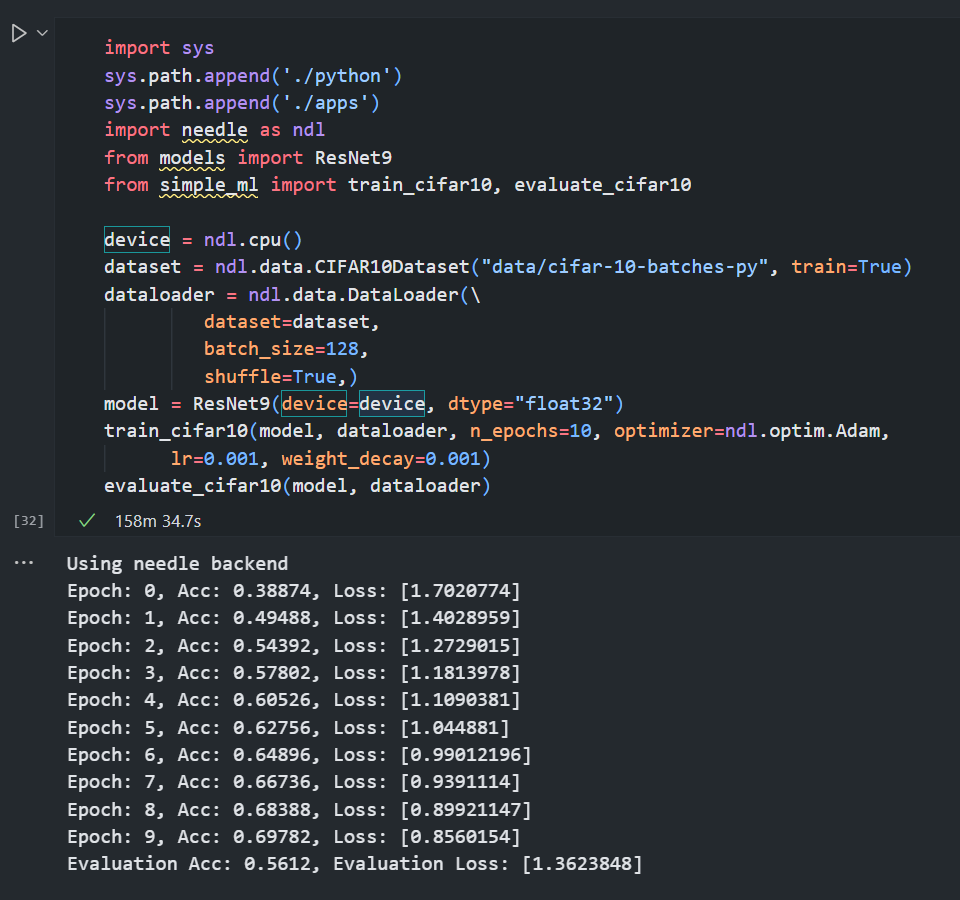 import sys
sys.path.append('./python')
sys.path.append('./apps')
import needle as ndl
from models import ResNet9
from simple_ml import train_cifar10, evaluate_cifar10
device = ndl.cpu()
dataset = ndl.data.CIFAR10Dataset("data/cifar-10-batches-py", train=True)
dataloader = ndl.data.DataLoader(\
dataset=dataset,
batch_size=128,
shuffle=True,)
model = ResNet9(device=device, dtype="float32")
train_cifar10(model, dataloader, n_epochs=10, optimizer=ndl.optim.Adam,
lr=0.001, weight_decay=0.001)
evaluate_cifar10(model, dataloader)
[32] 158m 34.7s
Using needle backend
Epoch: 0, Acc: 0.38874, Loss: [1.7020774]
Epoch: 1, Acc: 0.49488, Loss: [1.4028959]
Epoch: 2, Acc: 0.54392, Loss: [1.2729015]
Epoch: 3, Acc: 0.57802, Loss: [1.1813978]
Epoch: 4, Acc: 0.60526, Loss: [1.1090381]
Epoch: 5, Acc: 0.62756, Loss: [1.044881]
Epoch: 6, Acc: 0.64896, Loss: [0.99012196]
Epoch: 7, Acc: 0.66736, Loss: [0.9391114]
Epoch: 8, Acc: 0.68388, Loss: [0.89921147]
Epoch: 9, Acc: 0.69782, Loss: [0.8560154]
Evaluation Acc: 0.5612, Evaluation Loss: [1.3623848]